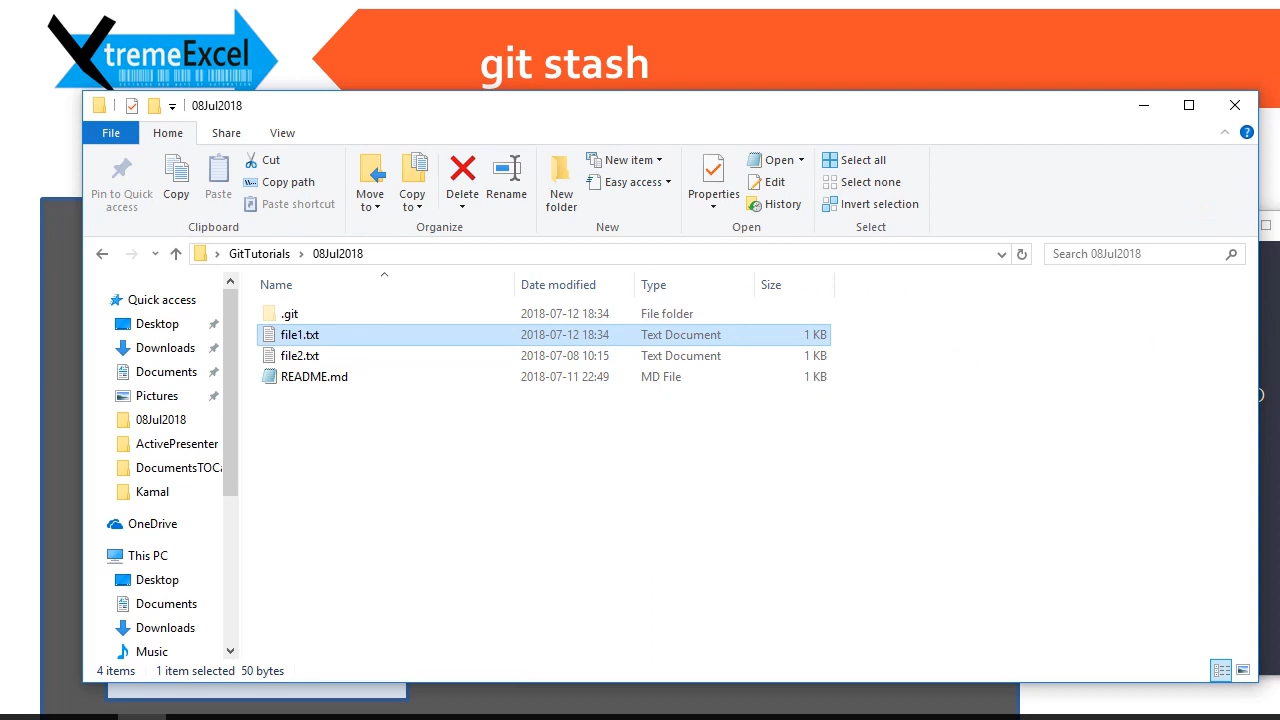 XtremeExcel
git stash
08Jul2018
File
Home
Share
View
Pin to Quick access
Copy
Paste
Cut
Copy path
Paste shortcut
Clipboard
Move to
Copy to
Delete
Rename
Organize
New folder
New item
Easy access
New
Properties
Open
Edit
History
Open
Select all
Select none
Invert selection
Select
GitTutorials
08Jul2018
Search 08Jul2018
Name
Date modified
Type
Size
.git 2018-07-12 18:34 File folder
file1.txt 2018-07-12 18:34 Text Document 1 KB
file2.txt 2018-07-08 10:15 Text Document 1 KB
README.md 2018-07-11 22:49 MD File 1 KB
Quick access
Desktop
Downloads
Documents
Pictures
08Jul2018
ActivePresenter
DocumentsTOCa
Kamal
OneDrive
This PC
Desktop
Documents
Downloads
Music
4 items 1 item selected 50 bytes